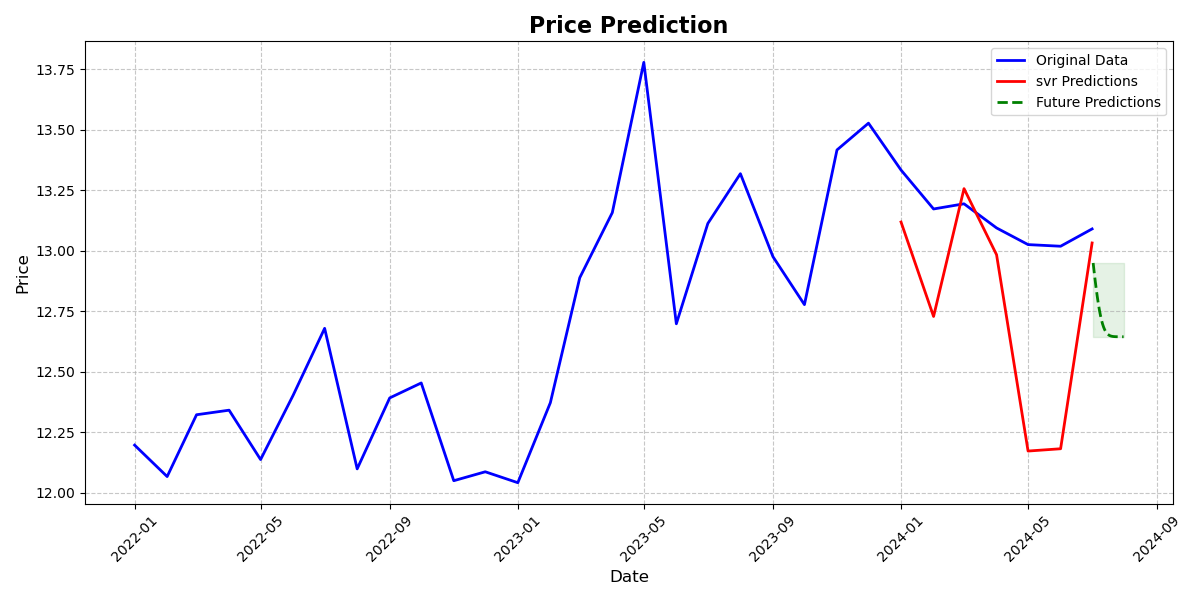 Price Prediction
Original Data
svr Predictions
Future Predictions
Price
13.75
13.50
13.25
13.00
12.75
12.50
12.25
12.00
2022-01
2022-05
2022-09
2023-01
2023-05
2023-09
2024-01
2024-05
2024-09
Date